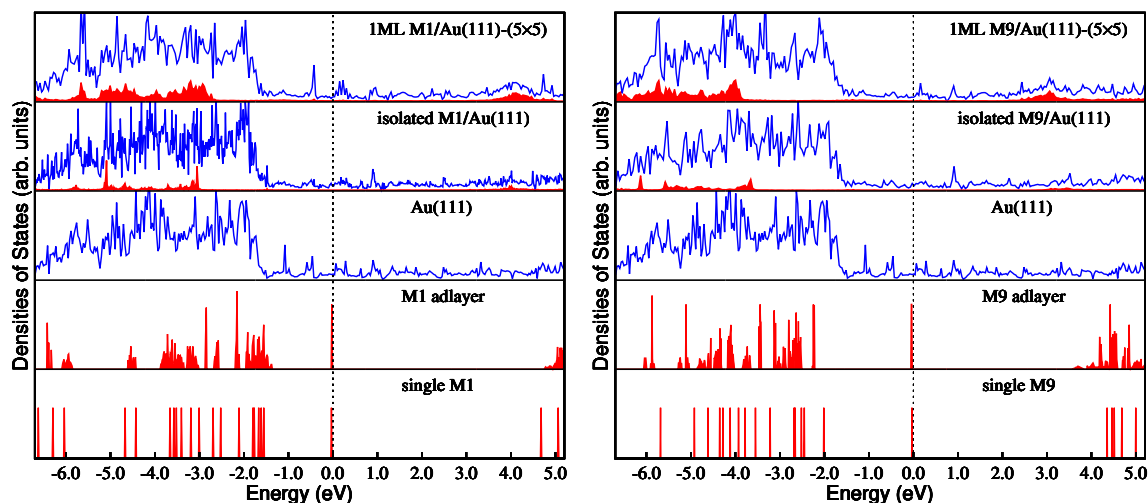 Densities of States (arb. units)
1ML M1/Au(111)-(5×5)
isolated M1/Au(111)
Au(111)
M1 adlayer
single M1
-6.0 -5.0 -4.0 -3.0 -2.0 -1.0 0.0 1.0 2.0 3.0 4.0 5.0
Energy (eV)
Densities of States (arb. units)
1ML M9/Au(111)-(5×5)
isolated M9/Au(111)
Au(111)
M9 adlayer
single M9
-6.0 -5.0 -4.0 -3.0 -2.0 -1.0 0.0 1.0 2.0 3.0 4.0 5.0
Energy (eV)